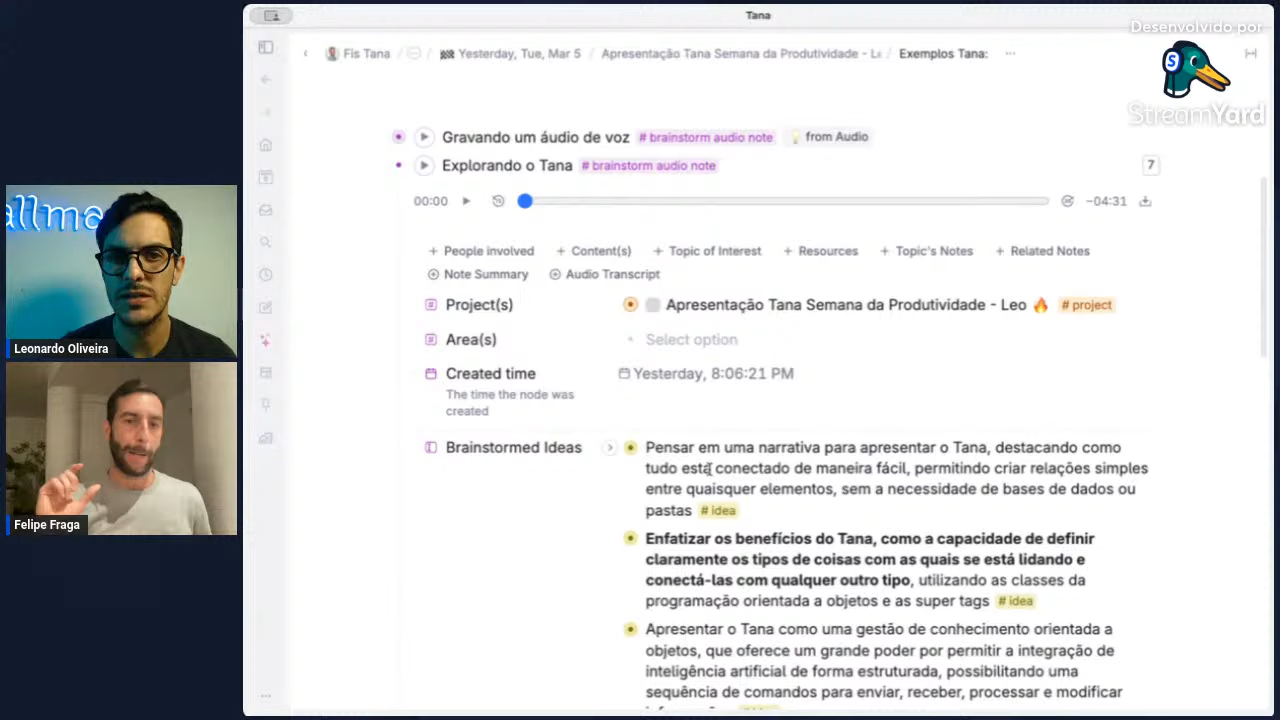 Tana
Desenvolvido por
StreamYard
Fis Tana / / Yesterday, Tue, Mar 5 / Apresentação Tana Semana da Produtividade - Le / Exemplos Tana: ...
Gravando um áudio de voz # brainstorm audio note from Audio
Explorando o Tana # brainstorm audio note 7
00:00 −04:31
+ People involved + Content(s) + Topic of Interest + Resources + Topic's Notes + Related Notes
Note Summary Audio Transcript
Project(s) Apresentação Tana Semana da Produtividade - Leo 🔥 # project
Area(s) Select option
Created time Yesterday, 8:06:21 PM
The time the node was
created
Brainstormed Ideas Pensar em uma narrativa para apresentar o Tana, destacando como
tudo está conectado de maneira fácil, permitindo criar relações simples
entre quaisquer elementos, sem a necessidade de bases de dados ou
pastas # idea
Enfatizar os benefícios do Tana, como a capacidade de definir
claramente os tipos de coisas com as quais se está lidando e
conectá-las com qualquer outro tipo, utilizando as classes da
programação orientada a objetos e as super tags # idea
Apresentar o Tana como uma gestão de conhecimento orientada a
objetos, que oferece um grande poder por permitir a integração de
inteligência artificial de forma estruturada, possibilitando uma
sequência de comandos para enviar, receber, processar e modificar
Leonardo Oliveira
Felipe Fraga